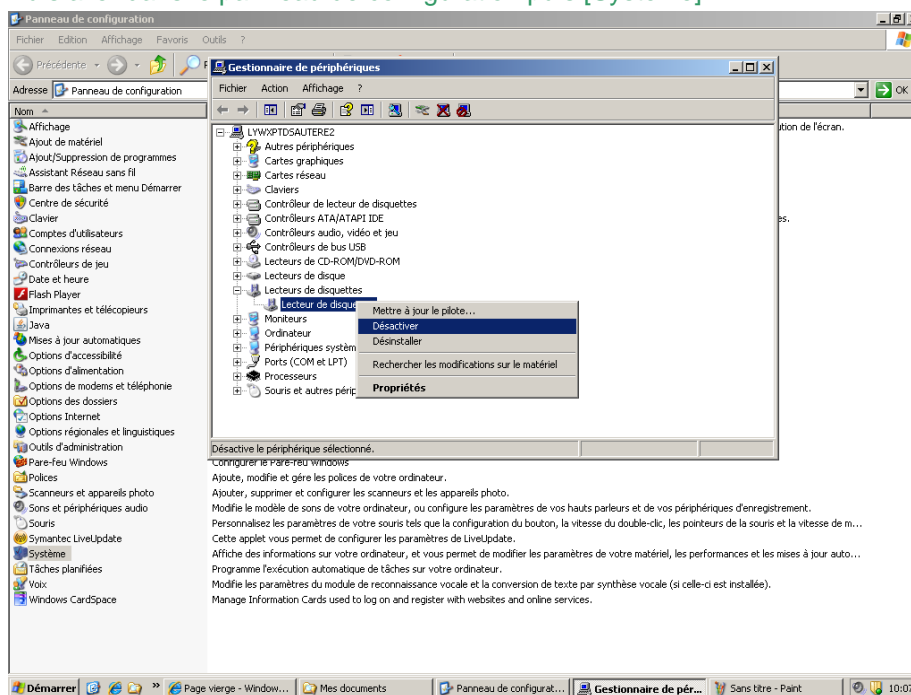 Panneau de configuration
Fichier Edition Affichage Favoris Outils ?
Précédente
Adresse Panneau de configuration
OK
Nom
Affichage
Ajout de matériel
Ajout/Suppression de programmes
Assistant Réseau sans fil
Barre des tâches et menu Démarrer
Centre de sécurité
Clavier
Comptes d'utilisateurs
Connexions réseau
Contrôleurs de jeu
Date et heure
Flash Player
Imprimantes et télécopieurs
Java
Mises à jour automatiques
Options d'accessibilité
Options d'alimentation
Options de modems et téléphonie
Options des dossiers
Options Internet
Options régionales et linguistiques
Outils d'administration
Pare-feu Windows
Polices
Scanneurs et appareils photo
Sons et périphériques audio
Souris
Symantec LiveUpdate
Système
Tâches planifiées
Voix
Windows CardSpace
Gestionnaire de périphériques
Fichier Action Affichage ?
LYWXPTDSAUTERE2
Autres périphériques
Cartes graphiques
Cartes réseau
Claviers
Contrôleur de lecteur de disquettes
Contrôleurs ATA/ATAPI IDE
Contrôleurs audio, vidéo et jeu
Contrôleurs de bus USB
Lecteurs de CD-ROM/DVD-ROM
Lecteurs de disque
Lecteurs de disquettes
Lecteur de
Moniteurs
Ordinateur
Périphériques
Ports (COM et LPT)
Processeurs
Souris et autres
Mettre à jour le pilote...
Désactiver
Désinstaller
Rechercher les modifications sur le matériel
Propriétés
Désactive le périphérique sélectionné.
de l'écran.
Configurer le Pare-feu Windows
Ajoute, modifie et gère les polices de votre ordinateur.
Ajouter, supprimer et configurer les scanneurs et les appareils photo.
Modifie le modèle de sons de votre ordinateur, ou configure les paramètres de vos hauts parleurs et de vos périphériques d'enregistrement.
Personnalisez les paramètres de votre souris tels que la configuration du bouton, la vitesse du double-clic, les pointeurs de la souris et la vitesse de m...
Cette applet vous permet de configurer les paramètres de LiveUpdate.
Affiche des informations sur votre ordinateur, et vous permet de modifier les paramètres de votre matériel, les performances et les mises à jour auto...
Programme l'exécution automatique de tâches sur votre ordinateur.
Modifie les paramètres du module de reconnaissance vocale et la conversion de texte par synthèse vocale (si celle-ci est installée).
Manage Information Cards used to log on and register with websites and online services.
Démarrer
Page vierge - Window...
Mes documents
Panneau de configurat...
Gestionnaire de pér...
Sans titre - Paint